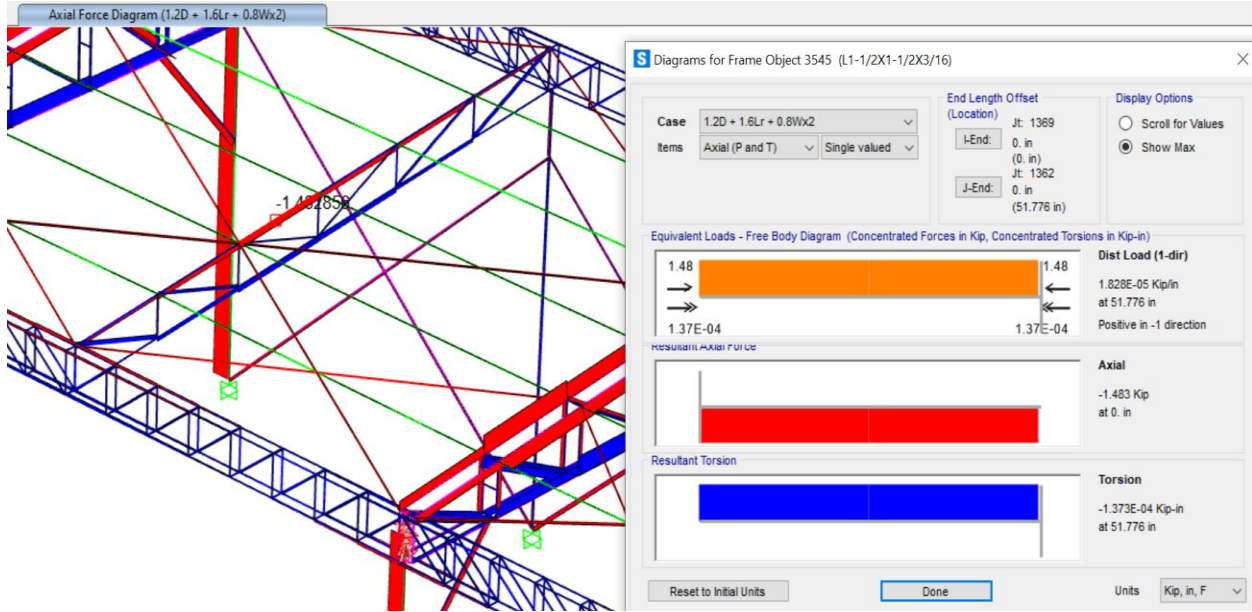 Axial Force Diagram (1.2D + 1.6Lr + 0.8Wx2)
S Diagrams for Frame Object 3545 (L1-1/2X1-1/2X3/16)
Case 1.2D + 1.6Lr + 0.8Wx2
Items Axial (P and T) Single valued
End Length Offset
(Location)
Jt: 1369
I-End: 0. in
(0. in)
Jt: 1362
J-End: 0. in
(51.776 in)
Display Options
Scroll for Values
Show Max
Equivalent Loads - Free Body Diagram (Concentrated Forces in Kip, Concentrated Torsions in Kip-in)
1.48 1.48
1.37E-04 1.37E-04
Dist Load (1-dir)
1.828E-05 Kip/in
at 51.776 in
Positive in -1 direction
Resultant Axial Force
Axial
-1.483 Kip
at 0. in
Resultant Torsion
Torsion
-1.373E-04 Kip-in
at 51.776 in
Reset to Initial Units Done Units Kip, in, F